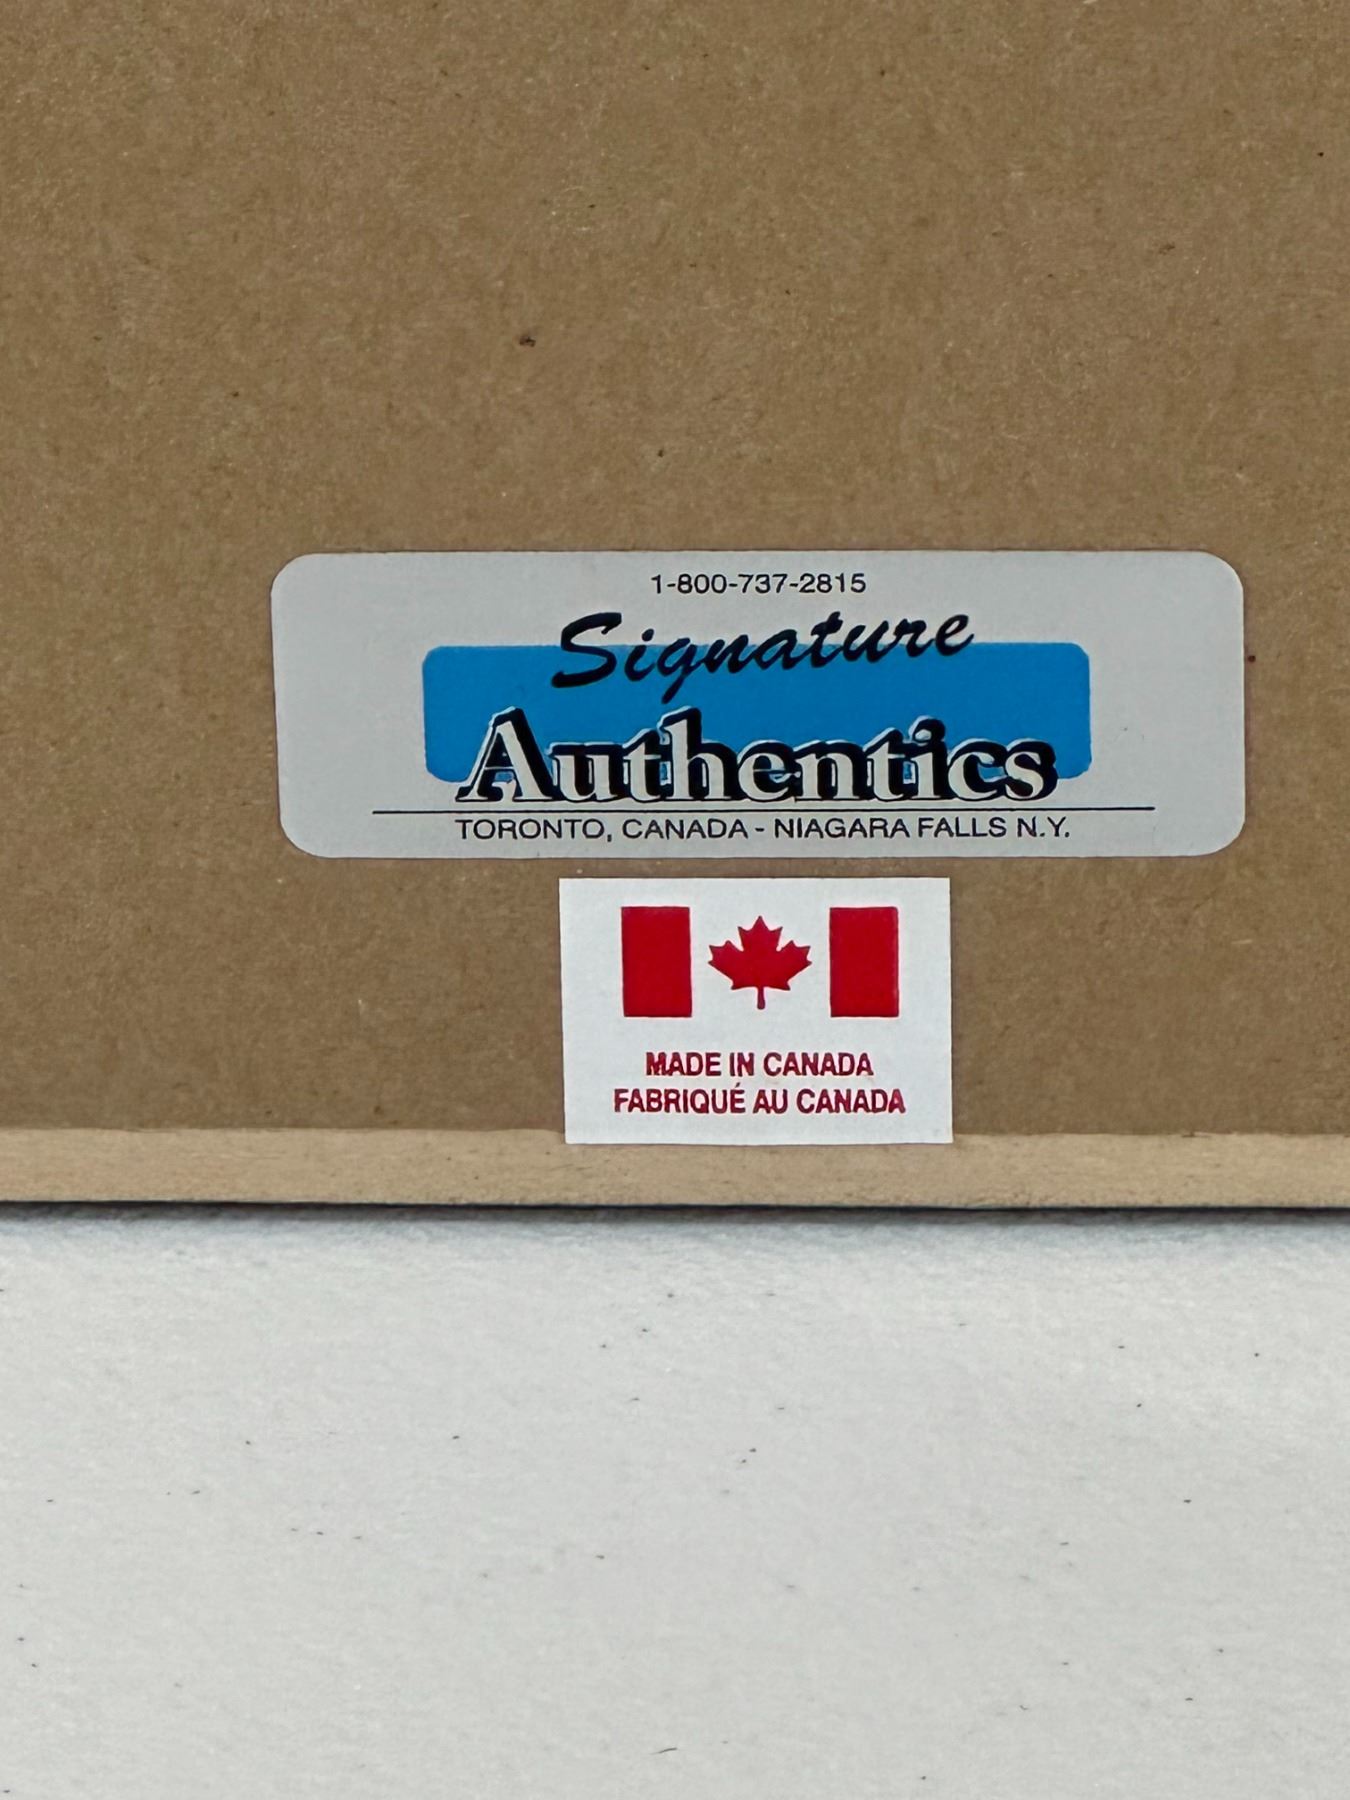 1-800-737-2815
Signature
Authentics
TORONTO, CANADA - NIAGARA FALLS N.Y.
MADE IN CANADA
FABRIQUÉ AU CANADA